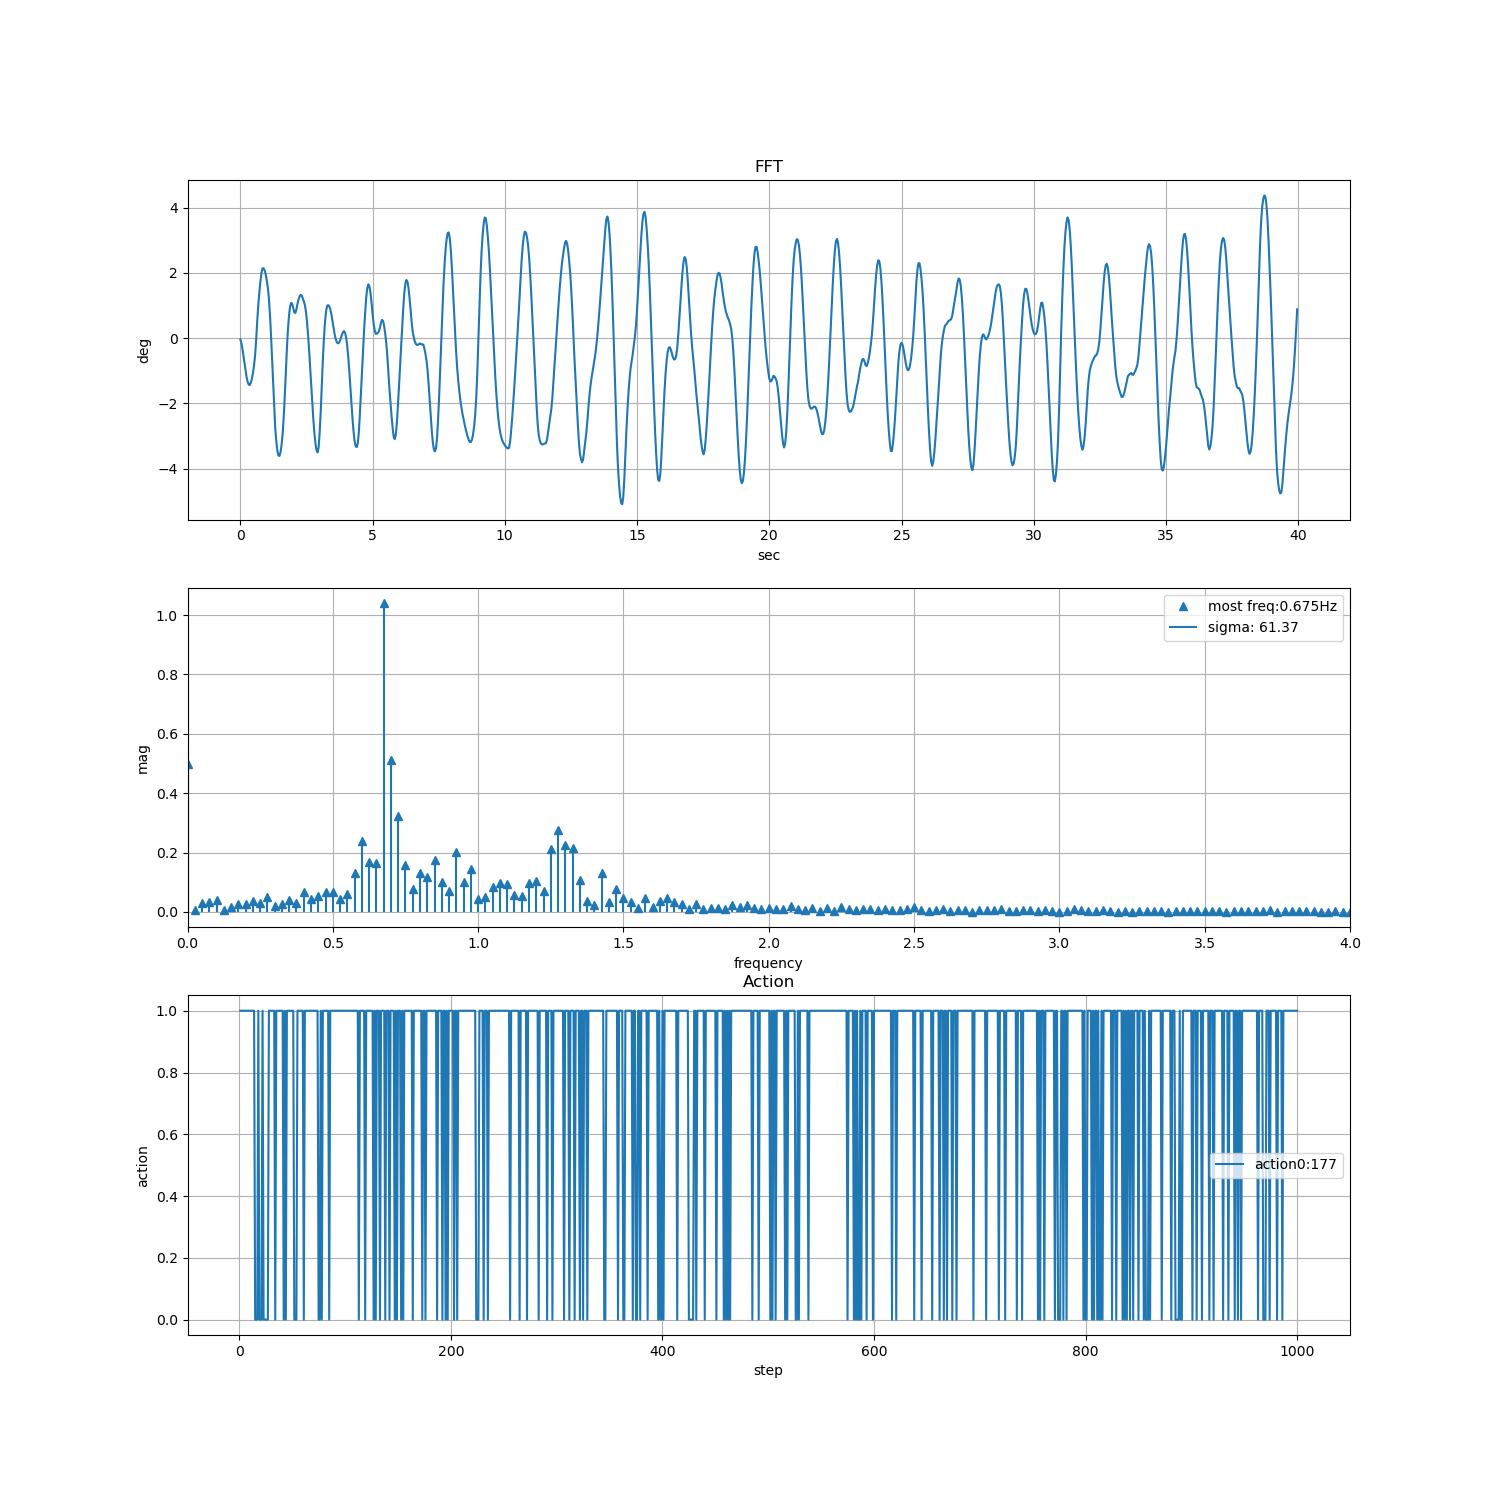 FFT
4
2
0
−2
−4
deg
0 5 10 15 20 25 30 35 40
sec
1.0
0.8
0.6
0.4
0.2
0.0
mag
most freq:0.675Hz
sigma: 61.37
0.0 0.5 1.0 1.5 2.0 2.5 3.0 3.5 4.0
frequency
Action
1.0
0.8
0.6
0.4
0.2
0.0
action
action0:177
0 200 400 600 800 1000
step